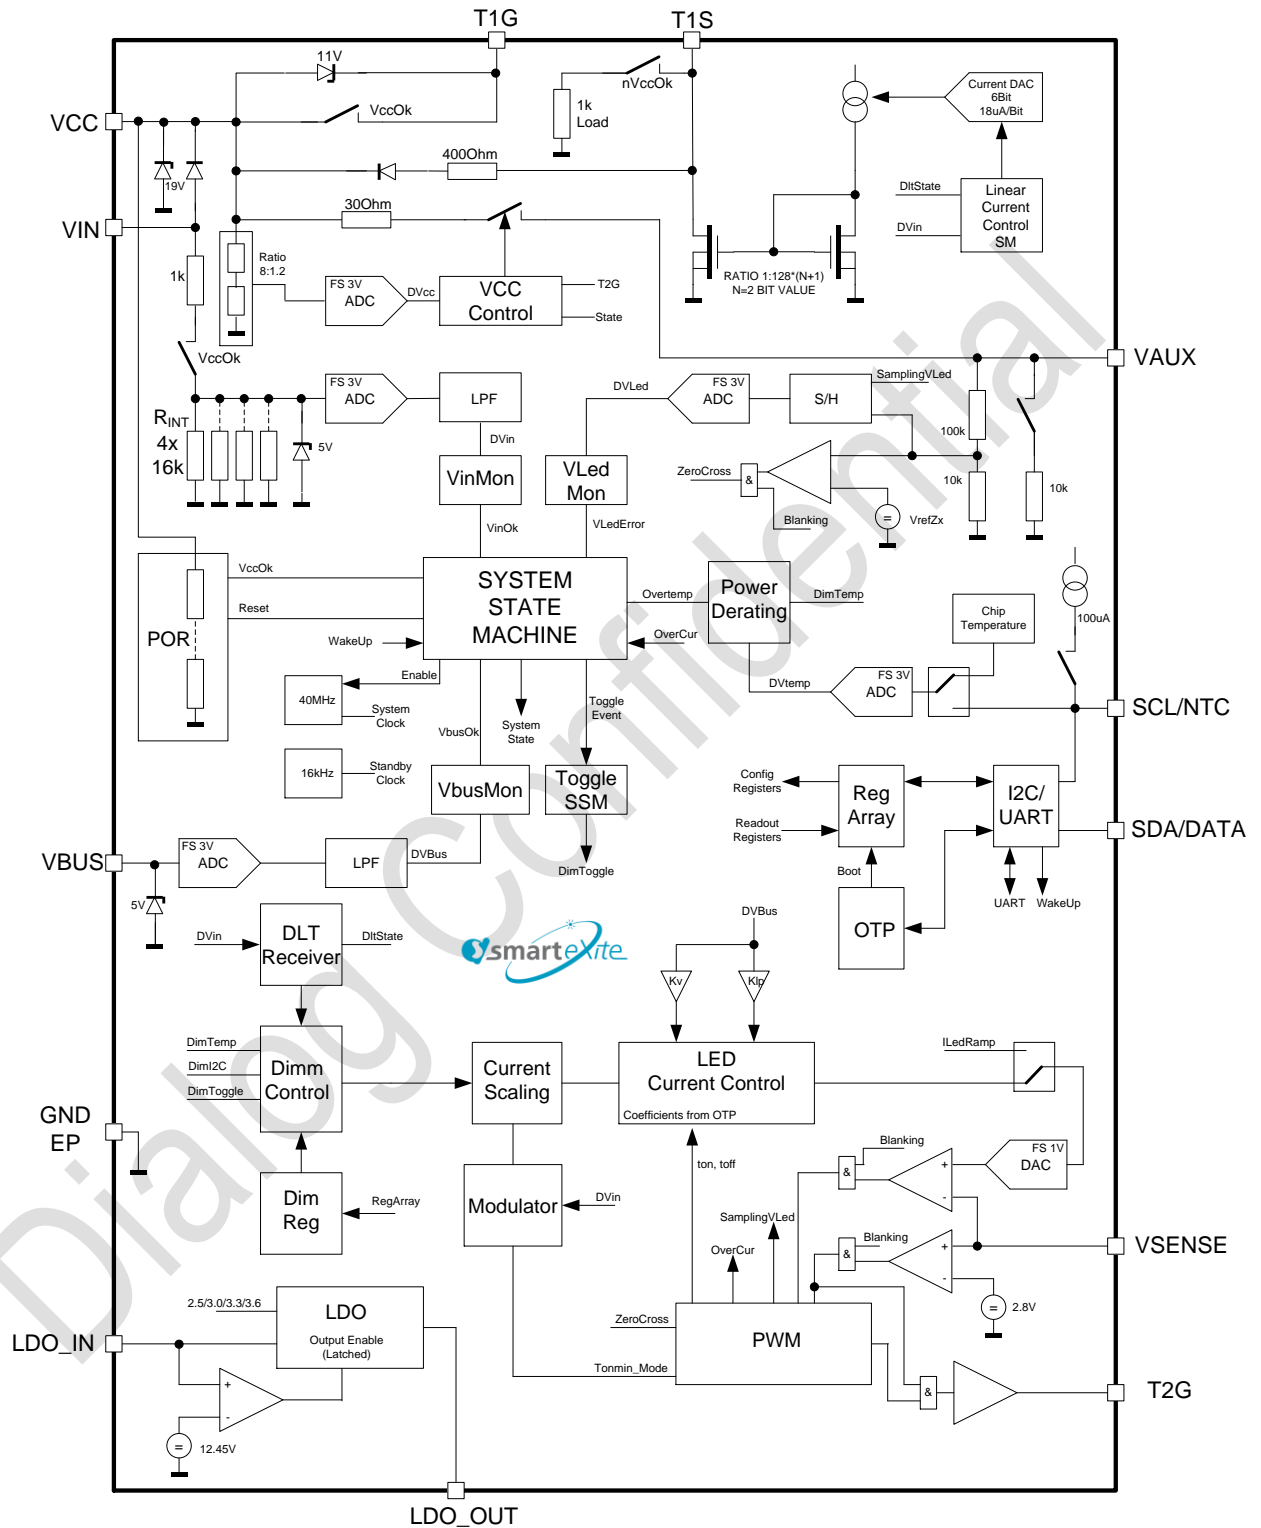 T1G
T1S
11V
nVccOk
Current DAC
6Bit
18uA/Bit
VCC
VccOk
1k
Load
400Ohm
19V
DltState
Linear
Current
Control
SM
VIN
30Ohm
DVin
Ratio
8:1.2
1k
FS 3V
ADC
DVcc
VCC
Control
T2G
State
RATIO 1:128*(N+1)
N=2 BIT VALUE
VccOk
VAUX
FS 3V
ADC
LPF
DVLed
FS 3V
ADC
S/H
SamplingVLed
RINT
4x
16k
5V
DVin
100k
VinMon
VLed
Mon
ZeroCross
&
10k
10k
Blanking
=
VrefZx
VinOk
VLedError
VccOk
SYSTEM
STATE
MACHINE
Power
Derating
Overtemp
DimTemp
Reset
POR
WakeUp
OverCur
Chip
Temperature
100uA
Enable
40MHz
System
Clock
System
State
Toggle
Event
DVtemp
FS 3V
ADC
SCL/NTC
VbusOk
16kHz
Standby
Clock
VbusMon
Toggle
SSM
Config
Registers
Reg
Array
I2C/
UART
Readout
Registers
SDA/DATA
VBUS
FS 3V
ADC
LPF
DVBus
DimToggle
Boot
UART
WakeUp
5V
OTP
DVBus
DVin
DLT
Receiver
DltState
smarteXite
Kv
Klp
DimTemp
DimI2C
DimToggle
Dimm
Control
Current
Scaling
LED
Current Control
Coefficients from OTP
ILedRamp
GND
EP
ton, toff
&
Blanking
+
-
FS 1V
DAC
Dim
Reg
RegArray
Modulator
DVin
SamplingVLed
OverCur
&
Blanking
+
-
VSENSE
=
2.8V
2.5/3.0/3.3/3.6
LDO
Output Enable
(Latched)
LDO_IN
ZeroCross
PWM
Tonmin_Mode
+
-
&
T2G
=
12.45V
LDO_OUT
Dialog Confidential